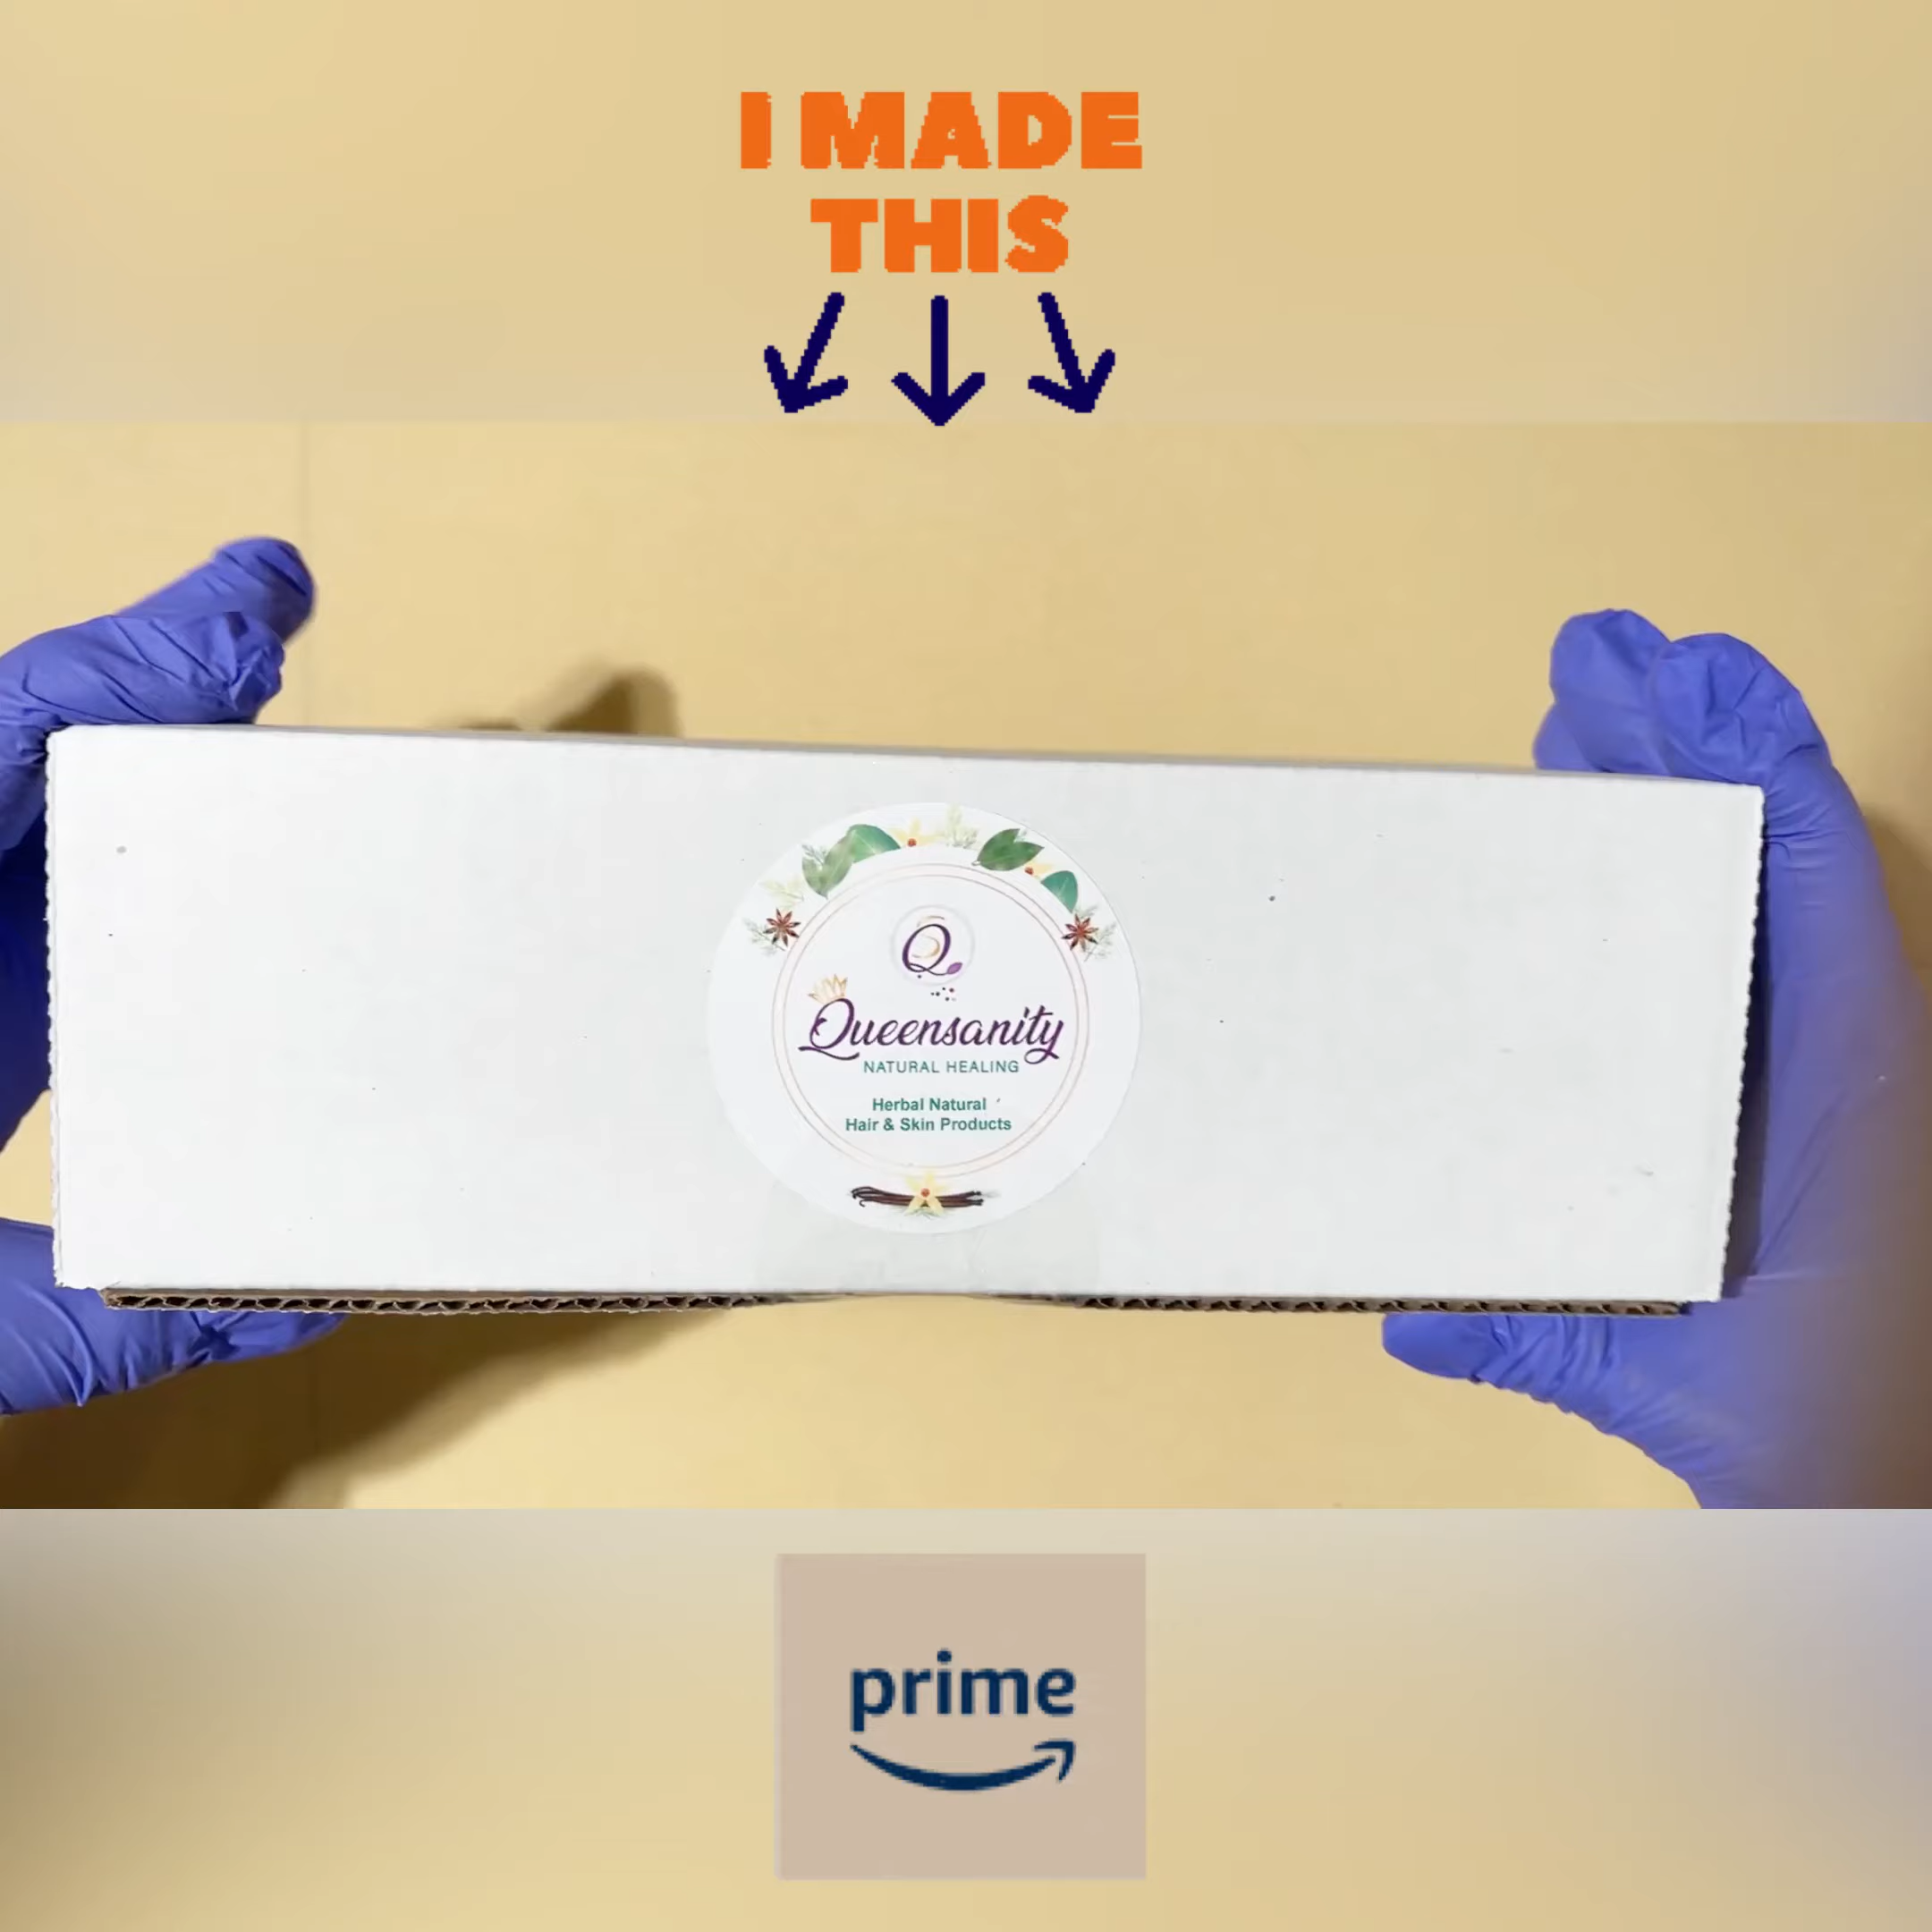 I MADE
THIS
Q
Queensanity
NATURAL HEALING
Herbal Natural
Hair & Skin Products
prime